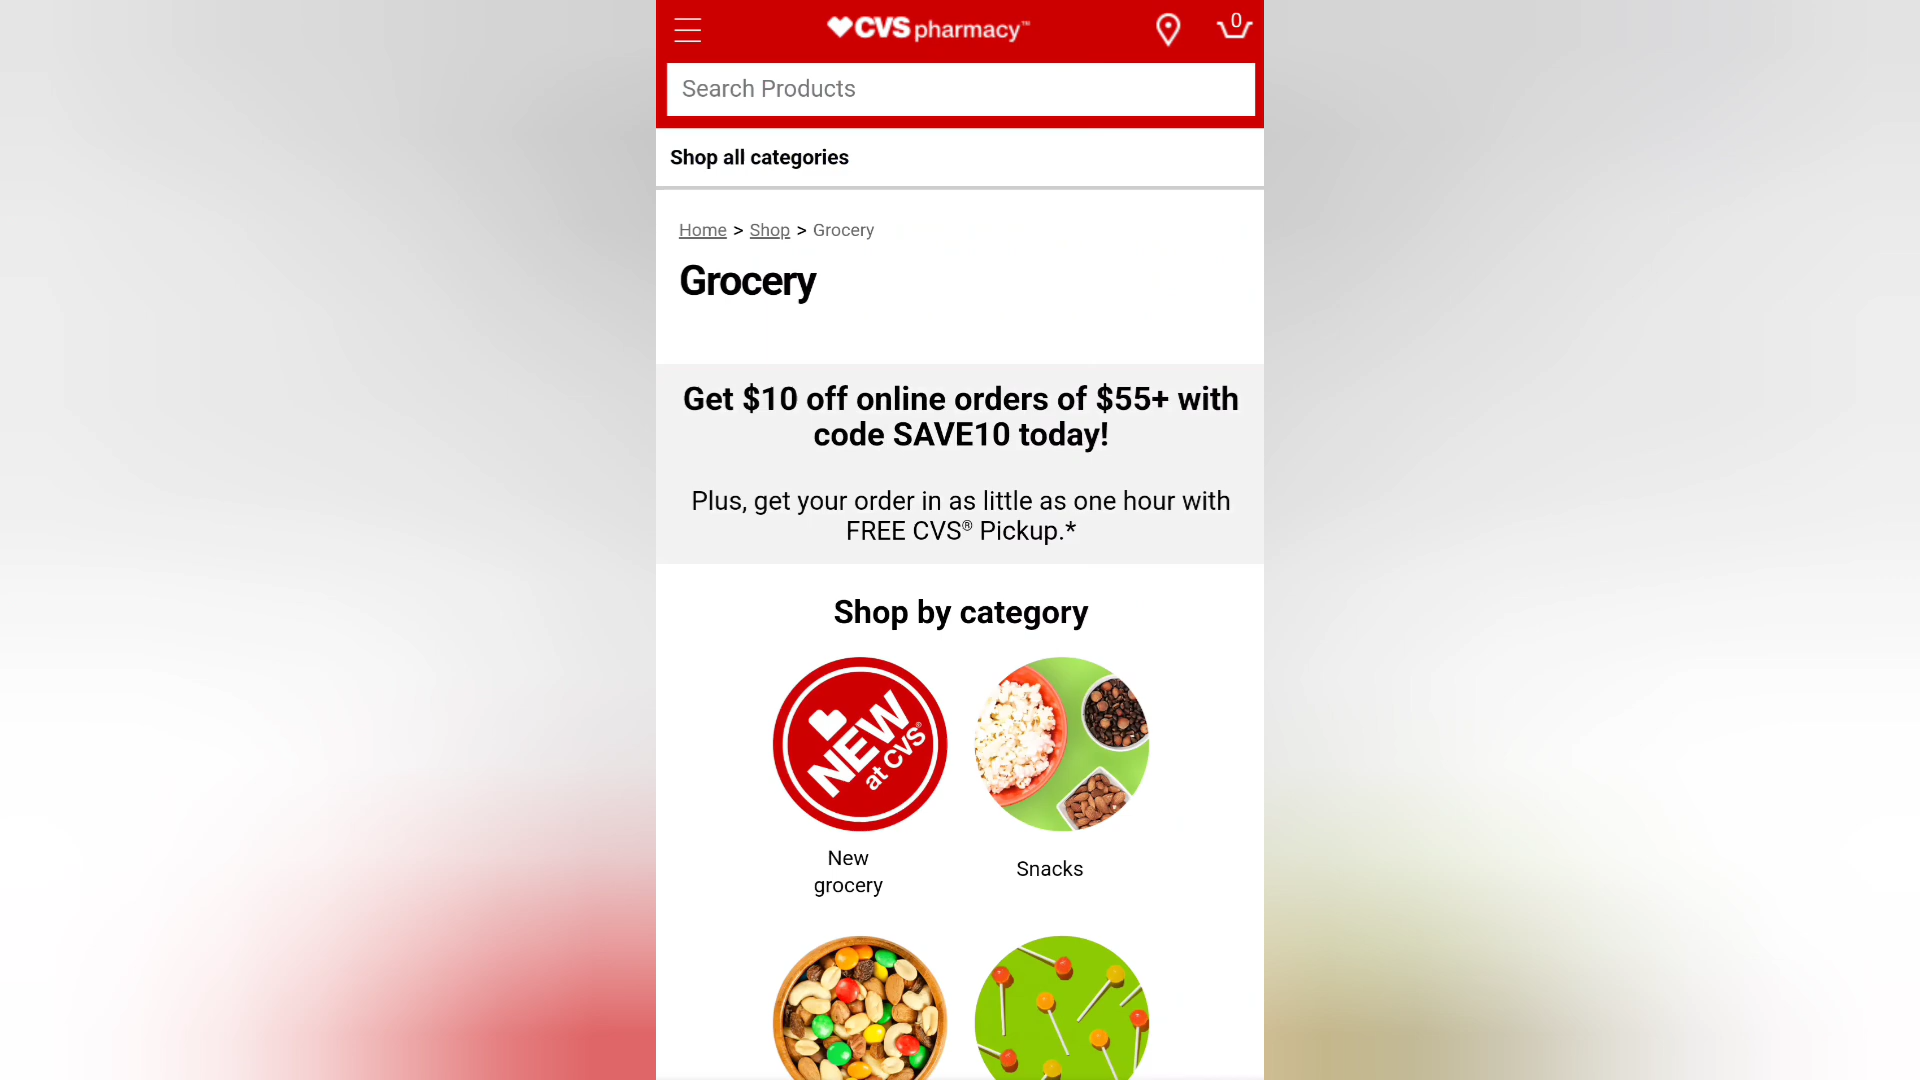 CVS pharmacy™
0
Search Products
Shop all categories
Home > Shop > Grocery
Grocery
Get $10 off online orders of $55+ with
code SAVE10 today!
Plus, get your order in as little as one hour with
FREE CVS® Pickup.*
Shop by category
NEW
at CVS®
New
grocery
Snacks